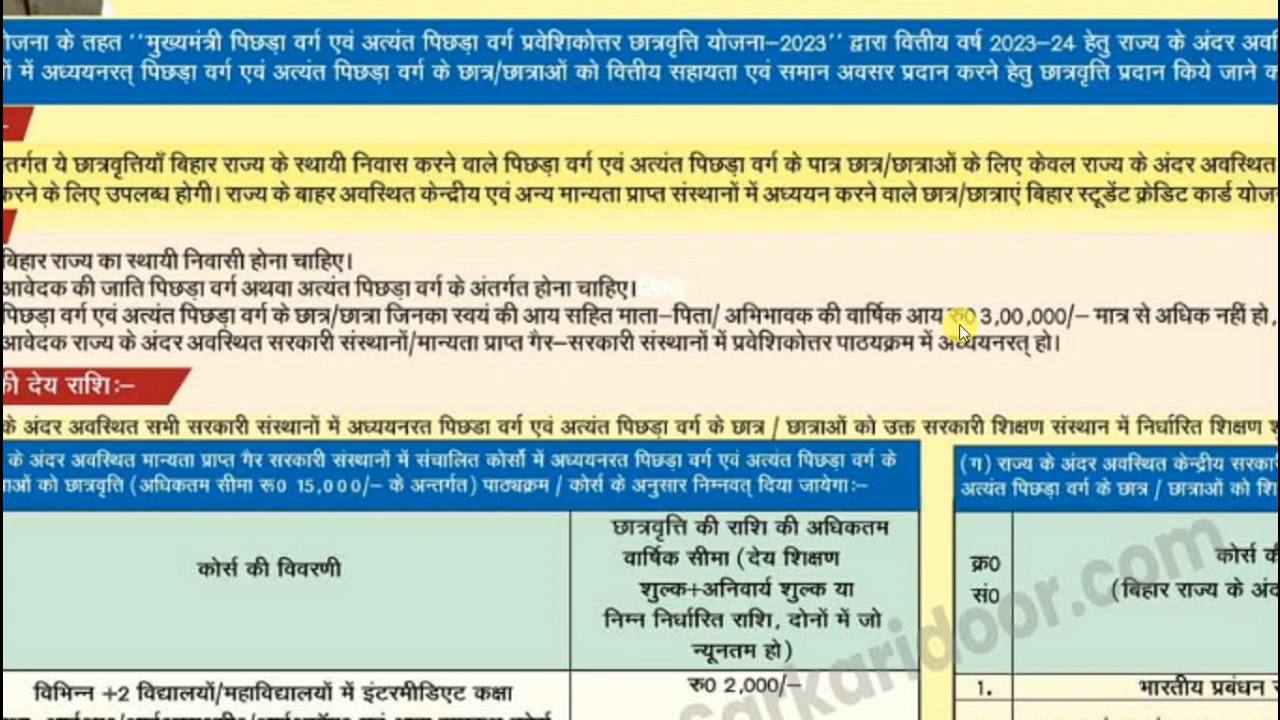 जना के तहत "मुख्यमंत्री पिछड़ा वर्ग एवं अत्यंत पिछड़ा वर्ग प्रवेशिकोत्तर छात्रवृत्ति योजना–2023" द्वारा वित्तीय वर्ष 2023–24 हेतु राज्य के अंदर
में अध्ययनरत् पिछड़ा वर्ग एवं अत्यंत पिछड़ा वर्ग के छात्र/छात्राओं को वित्तीय सहायता एवं समान अवसर प्रदान करने हेतु छात्रवृत्ति प्रदान किये जाने
तर्गत ये छात्रवृत्तियाँ बिहार राज्य के स्थायी निवास करने वाले पिछड़ा वर्ग एवं अत्यंत पिछड़ा वर्ग के पात्र छात्र/छात्राओं के लिए केवल राज्य के अंदर अवस्थित
करने के लिए उपलब्ध होगी। राज्य के बाहर अवस्थित केन्द्रीय एवं अन्य मान्यता प्राप्त संस्थानों में अध्ययन करने वाले छात्र/छात्राएं बिहार स्टूडेंट क्रेडिट कार्ड योज
बिहार राज्य का स्थायी निवासी होना चाहिए।
आवेदक की जाति पिछड़ा वर्ग अथवा अत्यंत पिछड़ा वर्ग के अंतर्गत होना चाहिए।
पिछड़ा वर्ग एवं अत्यंत पिछड़ा वर्ग के छात्र/छात्रा जिनका स्वयं की आय सहित माता–पिता/ अभिभावक की वार्षिक आय रु0 3,00,000/– मात्र से अधिक नहीं हो,
आवेदक राज्य के अंदर अवस्थित सरकारी संस्थानों/मान्यता प्राप्त गैर–सरकारी संस्थानों में प्रवेशिकोत्तर पाठयक्रम में अध्ययनरत् हो।
की देय राशिः–
के अंदर अवस्थित सभी सरकारी संस्थानों में अध्ययनरत पिछडा वर्ग एवं अत्यंत पिछडा वर्ग के छात्र / छात्राओं को उक्त सरकारी शिक्षण संस्थान में निर्धारित शिक्षण
के अंदर अवस्थित मान्यता प्राप्त गैर सरकारी संस्थानों में संचालित कोर्सो में अध्ययनरत पिछड़ा वर्ग एवं अत्यंत पिछड़ा वर्ग के
ओं को छात्रवृत्ति (अधिकतम सीमा रू0 15,000/– के अन्तर्गत) पाठ्यक्रम / कोर्स के अनुसार निम्नवत् दिया जायेगाः–
(ग) राज्य के अंदर अवस्थित केन्द्रीय सरका
अत्यंत पिछड़ा वर्ग के छात्र / छात्राओं को
कोर्स की विवरणी
छात्रवृत्ति की राशि की अधिकतम
वार्षिक सीमा (देय शिक्षण
शुल्क+अनिवार्य शुल्क या
निम्न निर्धारित राशि, दोनों में जो
न्यूनतम हो)
क्र0
सं0
कोर्स
(बिहार राज्य के
विभिन्न +2 विद्यालयों/महाविद्यालयों में इंटरमीडिएट कक्षा
रु0 2,000/–
1.
भारतीय प्रबंधन
sarkaridoor.com